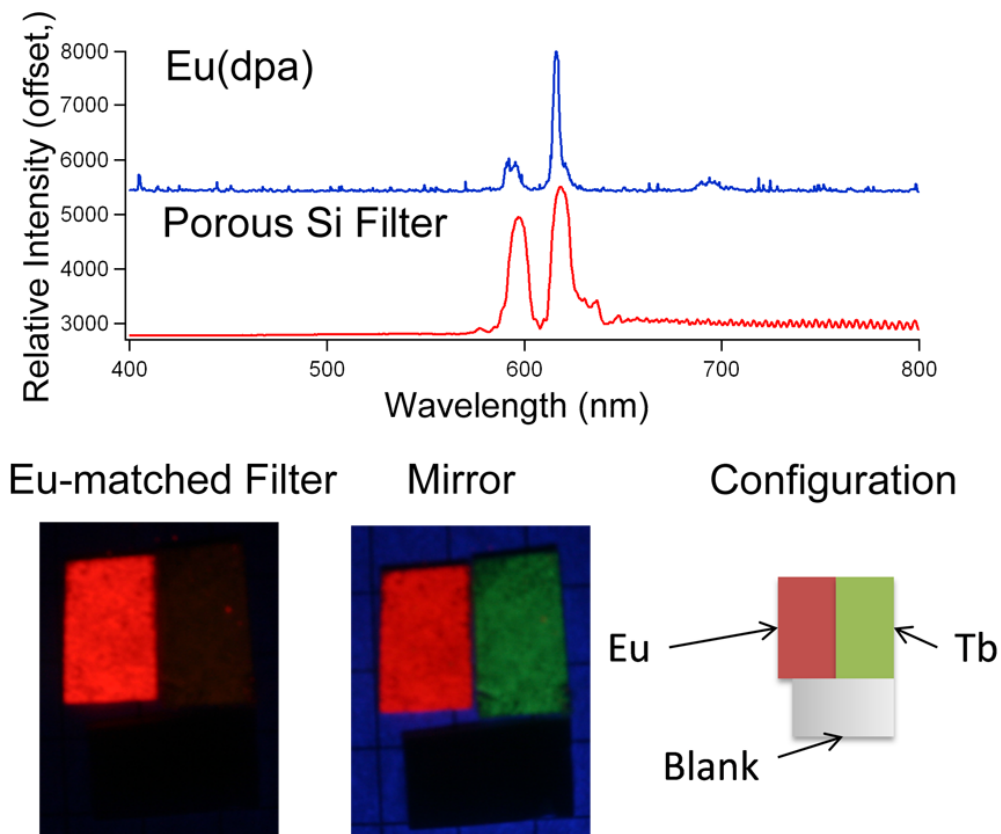 Relative Intensity (offset,)
8000
7000
6000
5000
4000
3000
Eu(dpa)
Porous Si Filter
400 500 600 700 800
Wavelength (nm)
Eu-matched Filter Mirror Configuration
Eu Tb
Blank